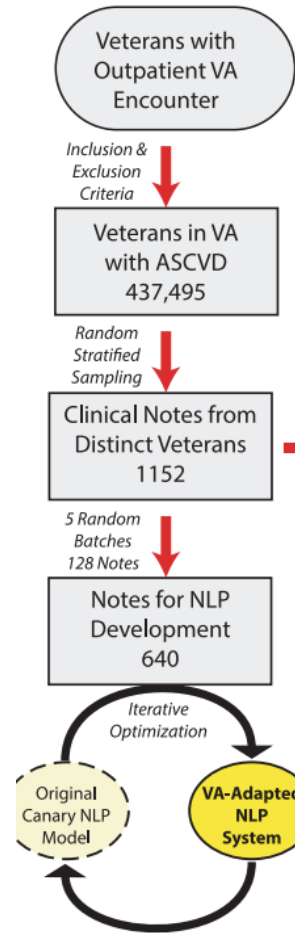 Veterans with
Outpatient VA
Encounter
Inclusion &
Exclusion
Criteria
Veterans in VA
with ASCVD
437,495
Random
Stratified
Sampling
Clinical Notes from
Distinct Veterans
1152
5 Random
Batches
128 Notes
Notes for NLP
Development
640
Iterative
Optimization
Original
Canary NLP
Model
VA-Adapted
NLP
System